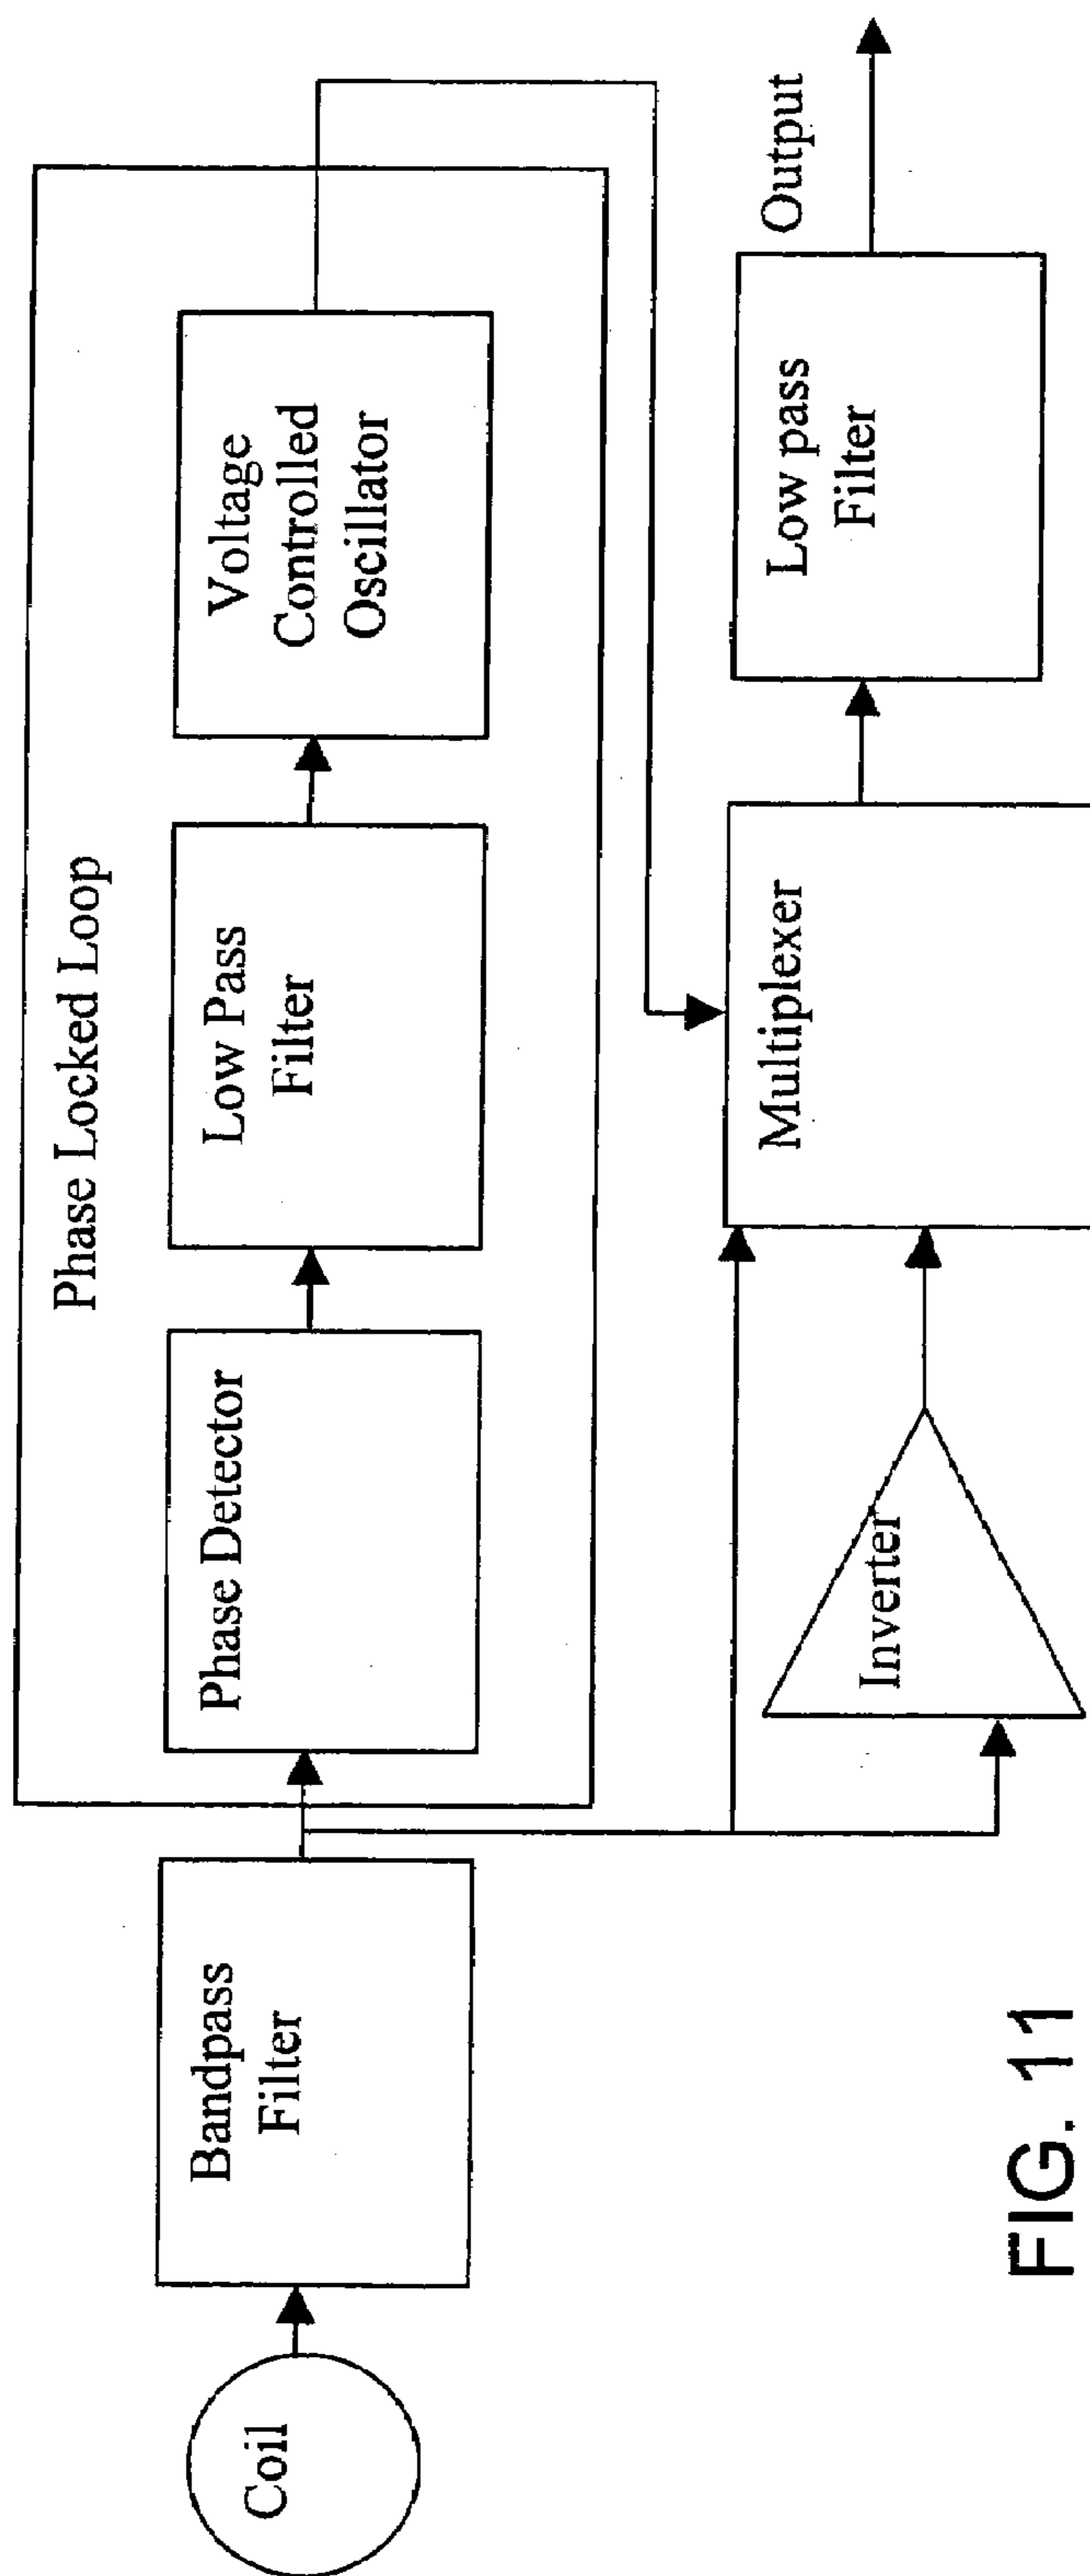 Phase Locked Loop
Coil
Bandpass
Filter
Phase Detector
Low Pass
Filter
Voltage
Controlled
Oscillator
Inverter
Multiplexer
Low pass
Filter
Output
FIG. 11